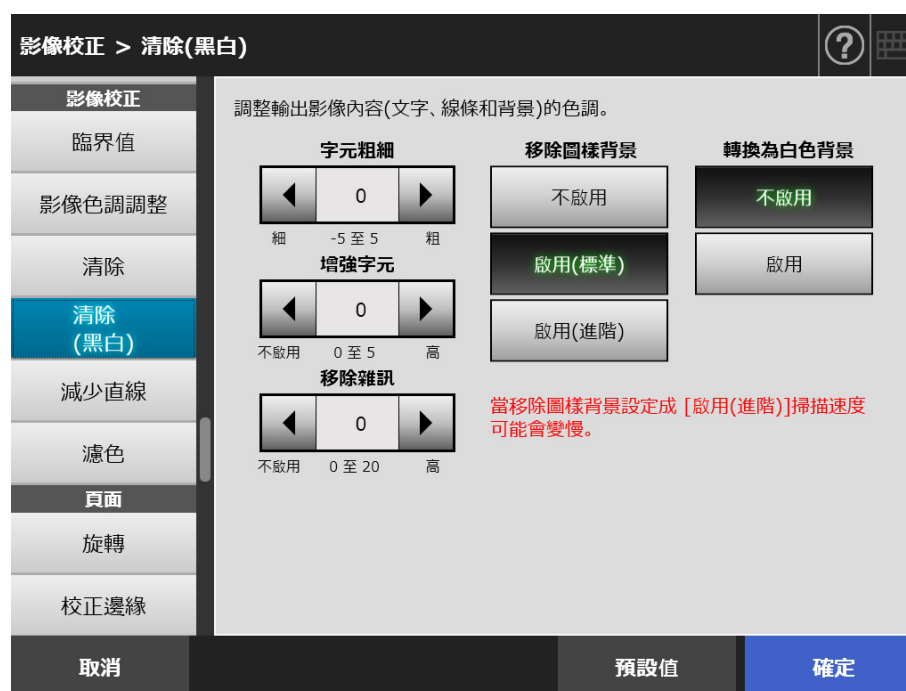 影像校正 > 清除(黑白)
?
影像校正
臨界值
影像色調調整
清除
清除
(黑白)
減少直線
濾色
頁面
旋轉
校正邊緣
調整輸出影像內容(文字、線條和背景)的色調。
字元粗細
0
細 -5 至 5 粗
增強字元
0
不啟用 0 至 5 高
移除雜訊
0
不啟用 0 至 20 高
移除圖樣背景
不啟用
啟用(標準)
啟用(進階)
當移除圖樣背景設定成 [啟用(進階)]掃描速度
可能會變慢。
轉換為白色背景
不啟用
啟用
取消
預設值
確定